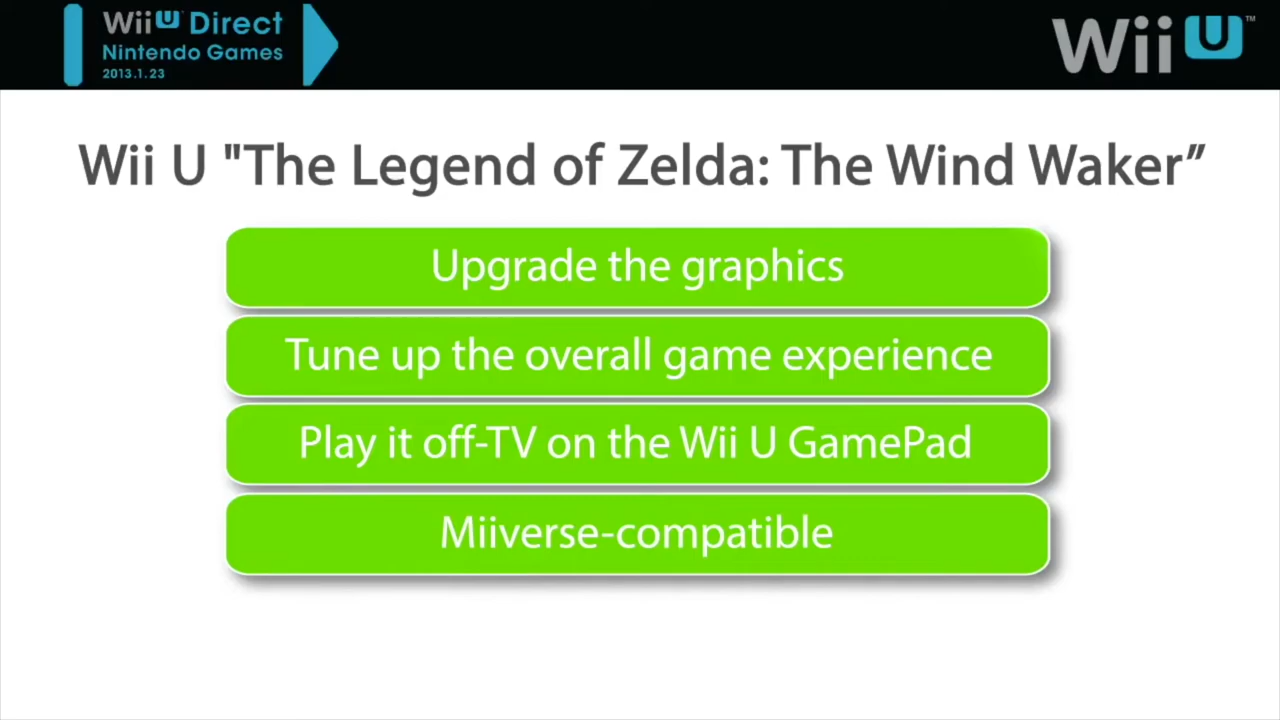 Wii U Direct
Nintendo Games
2013.1.23
Wii U™
Wii U "The Legend of Zelda: The Wind Waker”
Upgrade the graphics
Tune up the overall game experience
Play it off-TV on the Wii U GamePad
Miiverse-compatible